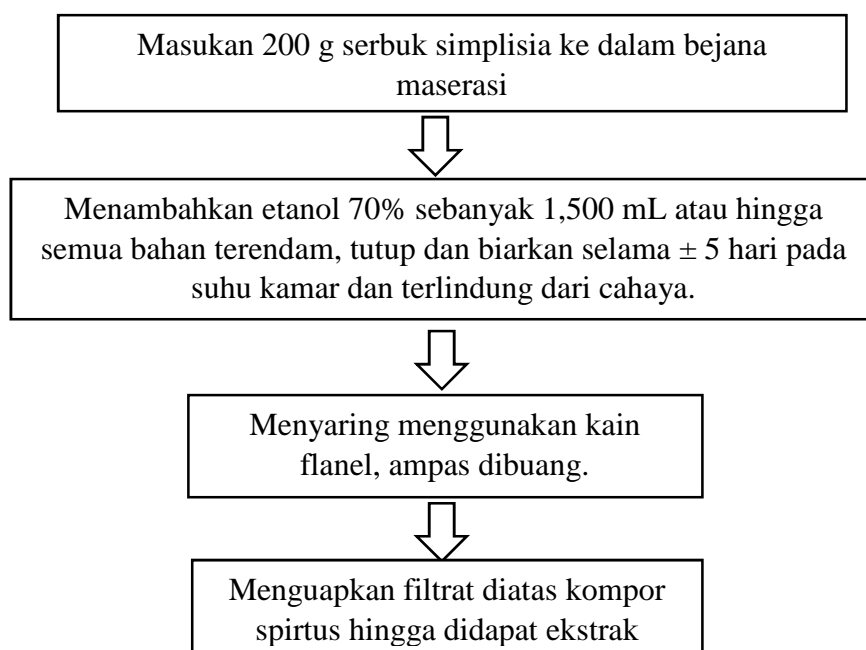 Masukan 200 g serbuk simplisia ke dalam bejana
maserasi
Menambahkan etanol 70% sebanyak 1,500 mL atau hingga
semua bahan terendam, tutup dan biarkan selama ± 5 hari pada
suhu kamar dan terlindung dari cahaya.
Menyaring menggunakan kain
flanel, ampas dibuang.
Menguapkan filtrat diatas kompor
spirtus hingga didapat ekstrak